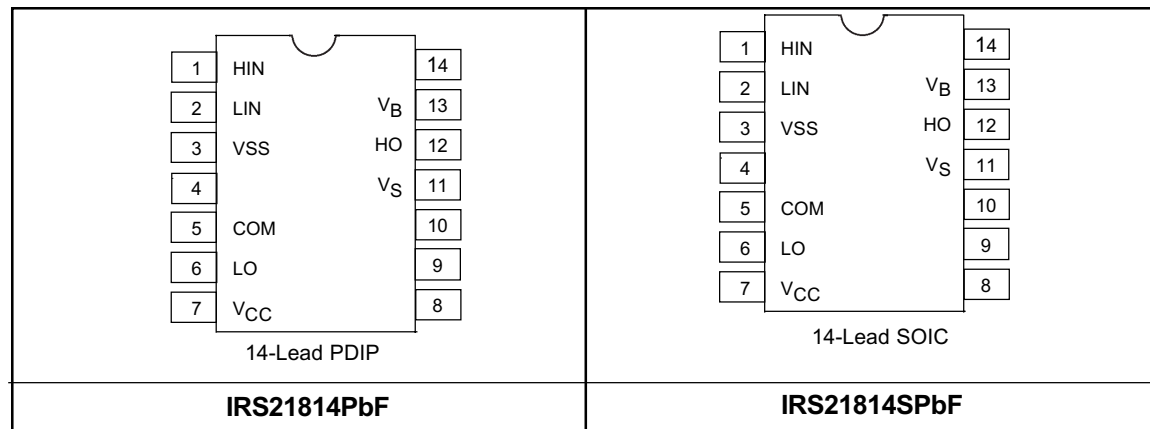 1 HIN 14
2 LIN VB 13
3 VSS HO 12
4 VS 11
5 COM 10
6 LO 9
7 VCC 8
14-Lead PDIP
IRS21814PbF
1 HIN 14
2 LIN VB 13
3 VSS HO 12
4 VS 11
5 COM 10
6 LO 9
7 VCC 8
14-Lead SOIC
IRS21814SPbF